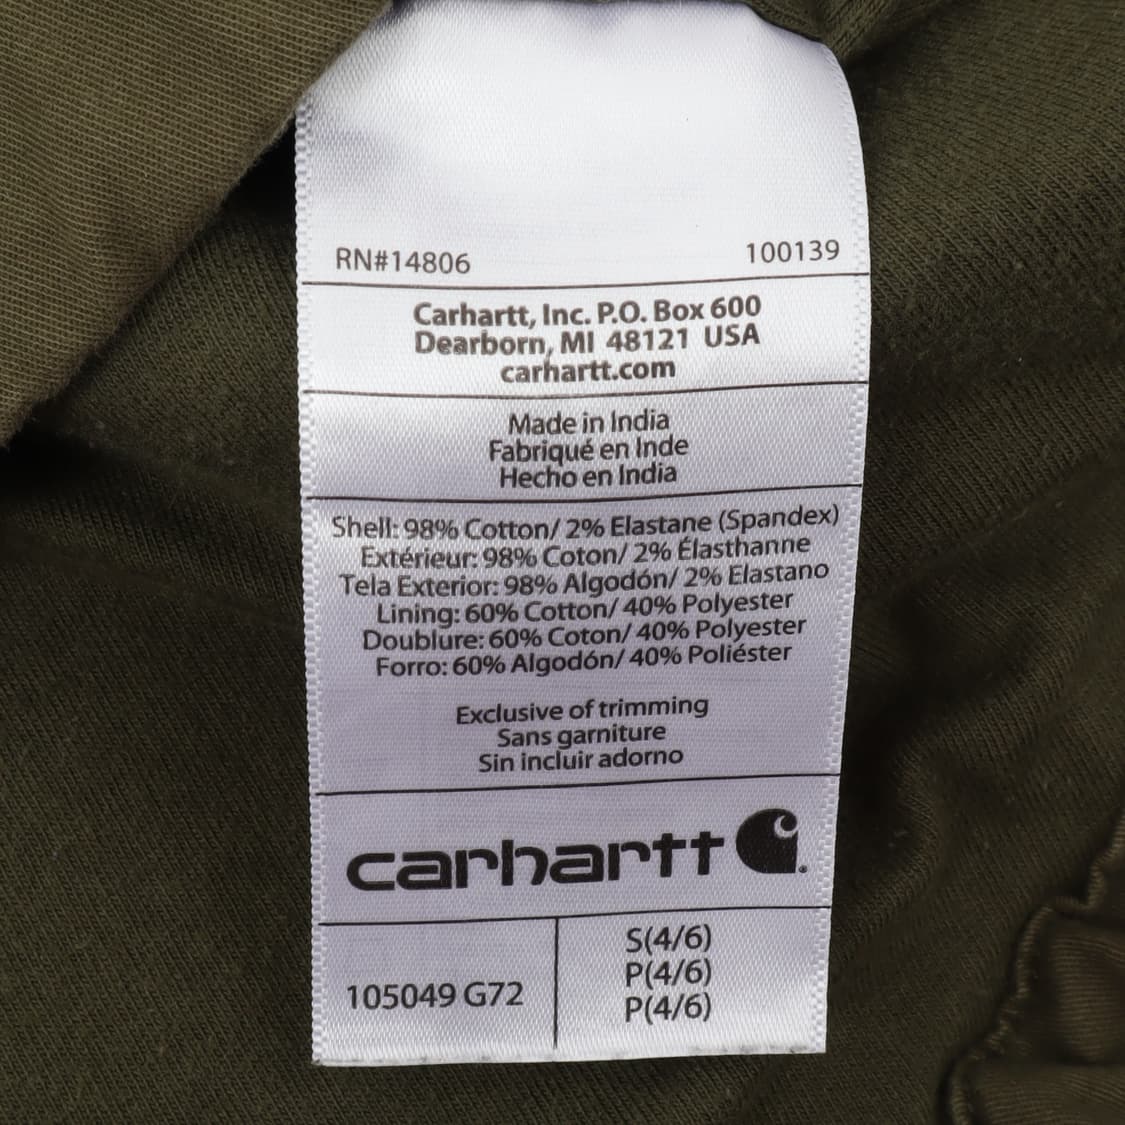 RN#14806 100139
Carhartt, Inc. P.O. Box 600
Dearborn, MI 48121 USA
carhartt.com
Made in India
Fabriqué en Inde
Hecho en India
Shell: 98% Cotton/ 2% Elastane (Spandex)
Extérieur: 98% Coton/ 2% Élasthanne
Tela Exterior: 98% Algodón/ 2% Elastano
Lining: 60% Cotton/ 40% Polyester
Doublure: 60% Coton/ 40% Polyester
Forro: 60% Algodón/ 40% Poliéster
Exclusive of trimming
Sans garniture
Sin incluir adorno
carhartt
105049 G72
S(4/6)
P(4/6)
P(4/6)